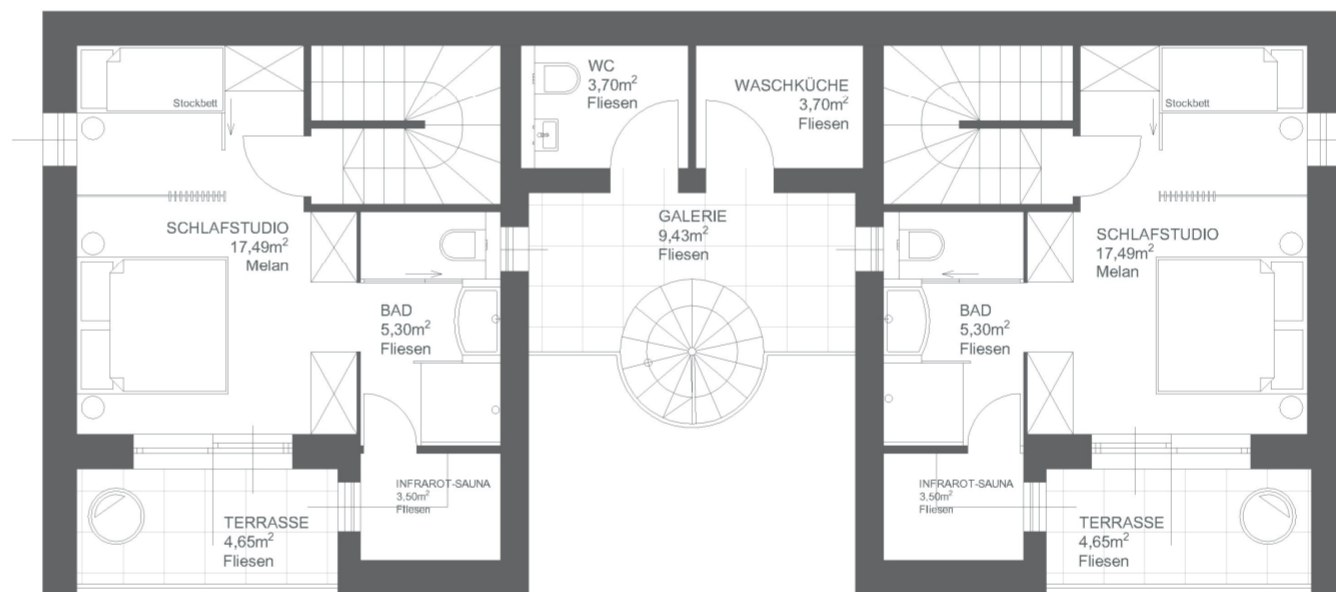 Stockbett
SCHLAFSTUDIO
17,49m²
Melan
WC
3,70m²
Fliesen
WASCHKÜCHE
3,70m²
Fliesen
GALERIE
9,43m²
Fliesen
BAD
5,30m²
Fliesen
INFRAROT-SAUNA
3,50m²
Fliesen
TERRASSE
4,65m²
Fliesen
Stockbett
SCHLAFSTUDIO
17,49m²
Melan
BAD
5,30m²
Fliesen
INFRAROT-SAUNA
3,50m²
Fliesen
TERRASSE
4,65m²
Fliesen